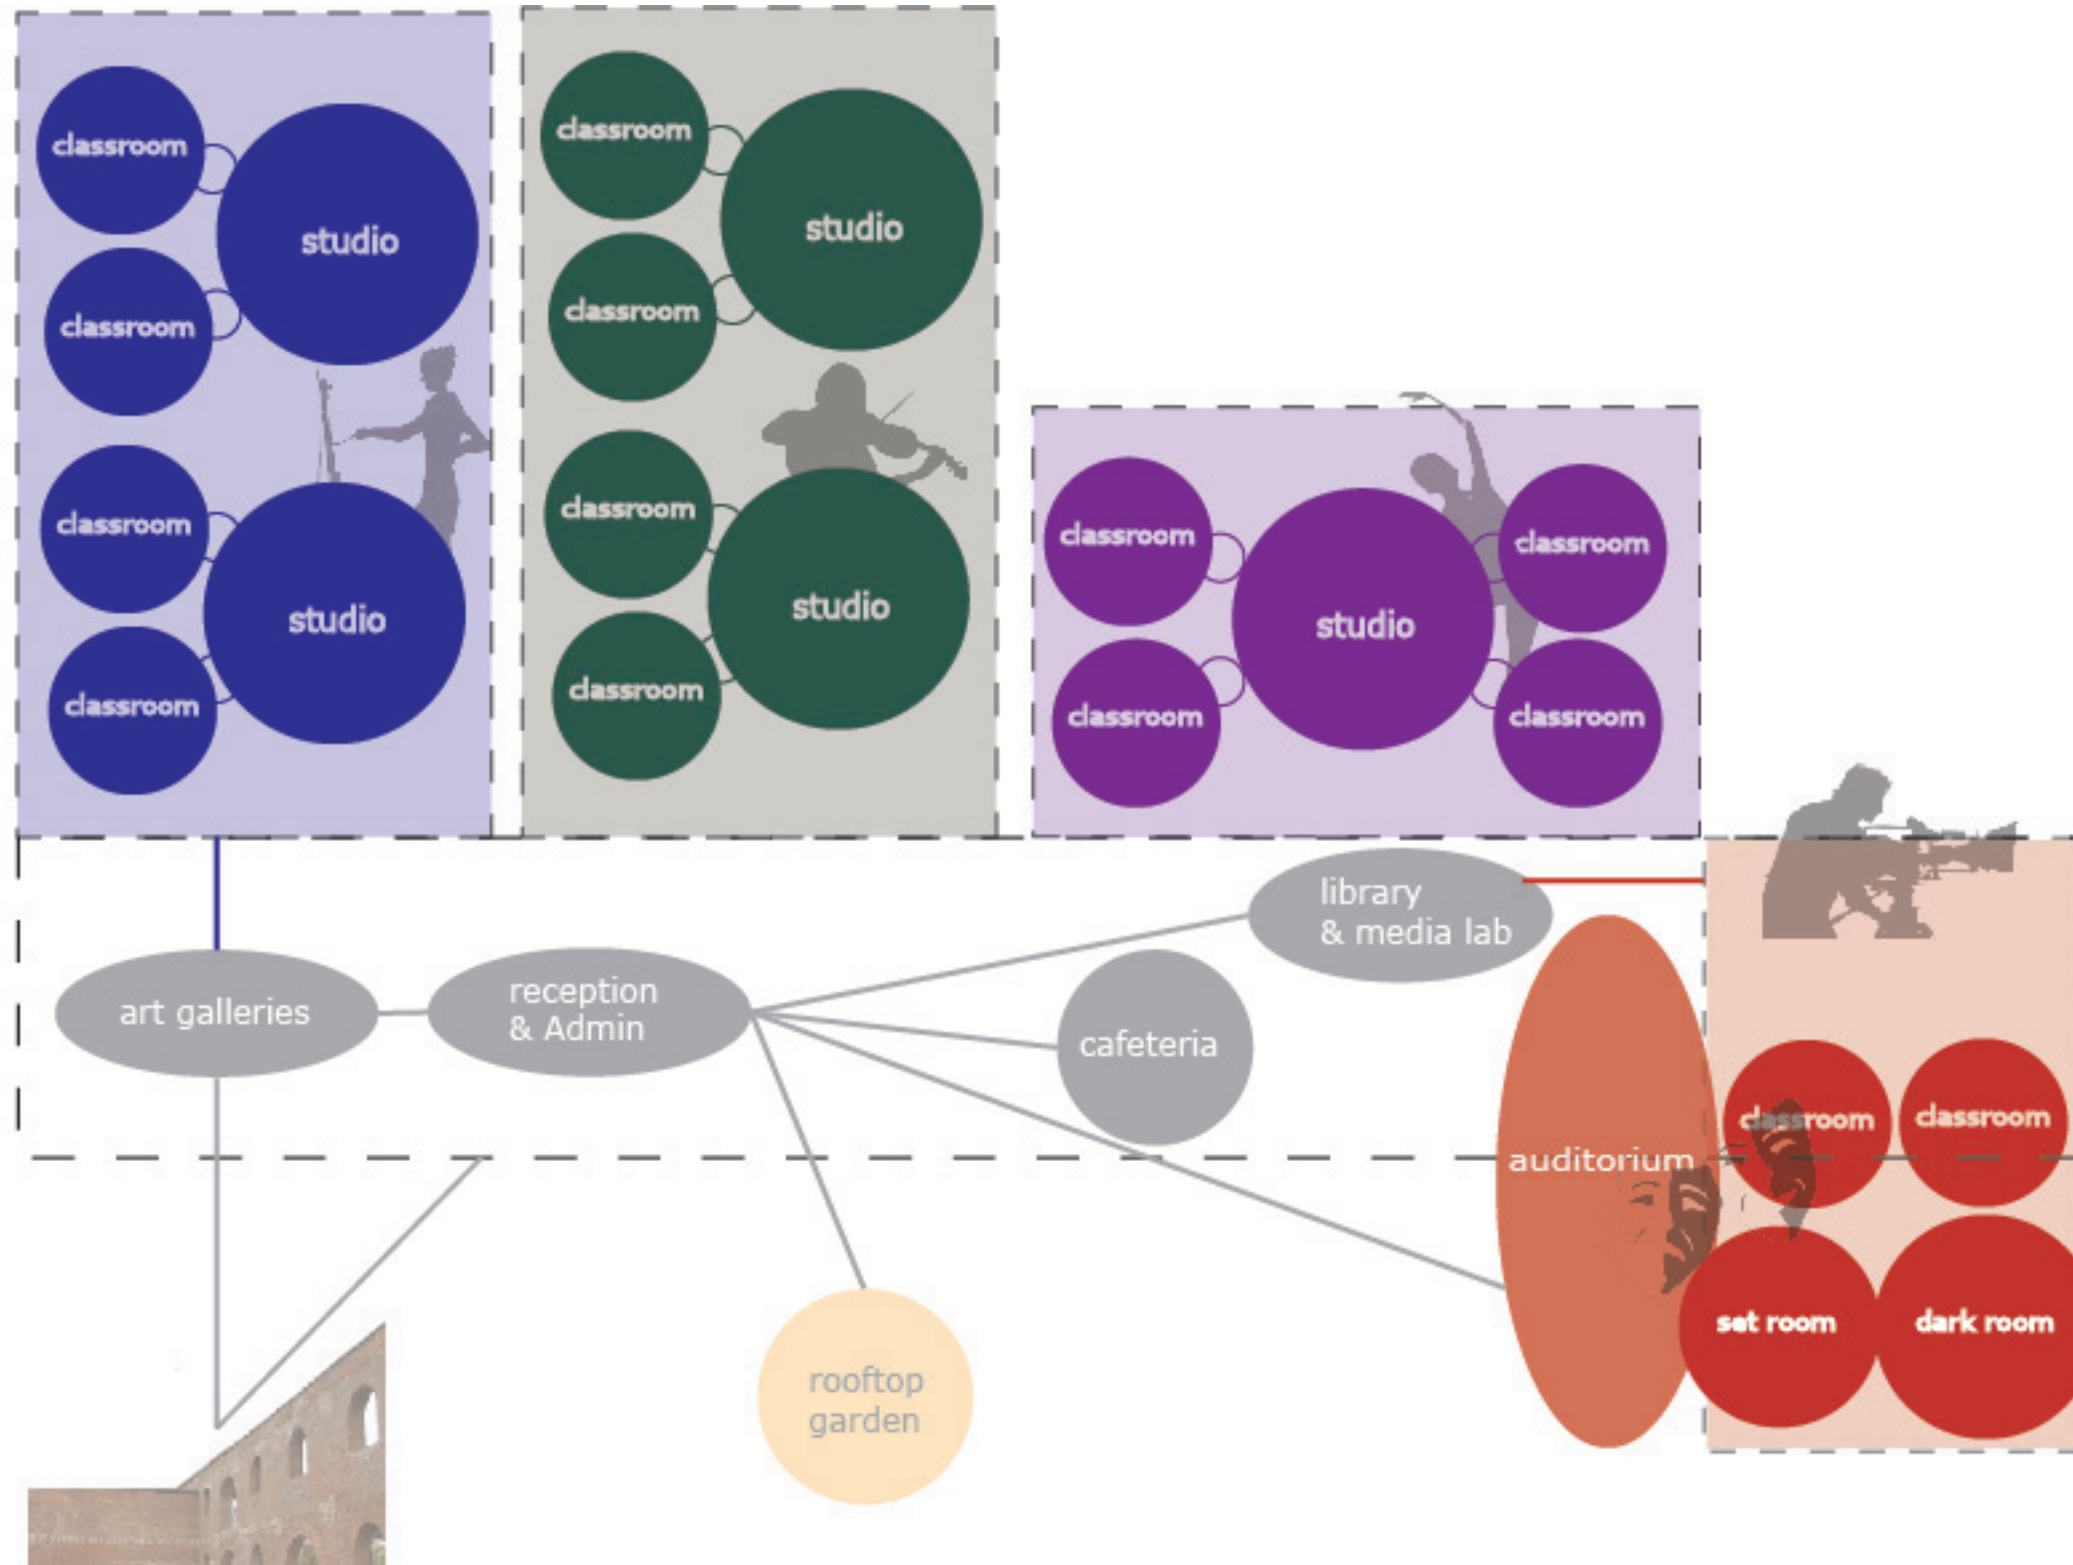 classroom
studio
classroom
classroom
studio
classroom
classroom
studio
classroom
classroom
studio
classroom
classroom
classroom
studio
classroom
classroom
library
& media lab
art galleries
reception
& Admin
cafeteria
auditorium
classroom
classroom
set room
dark room
rooftop
garden